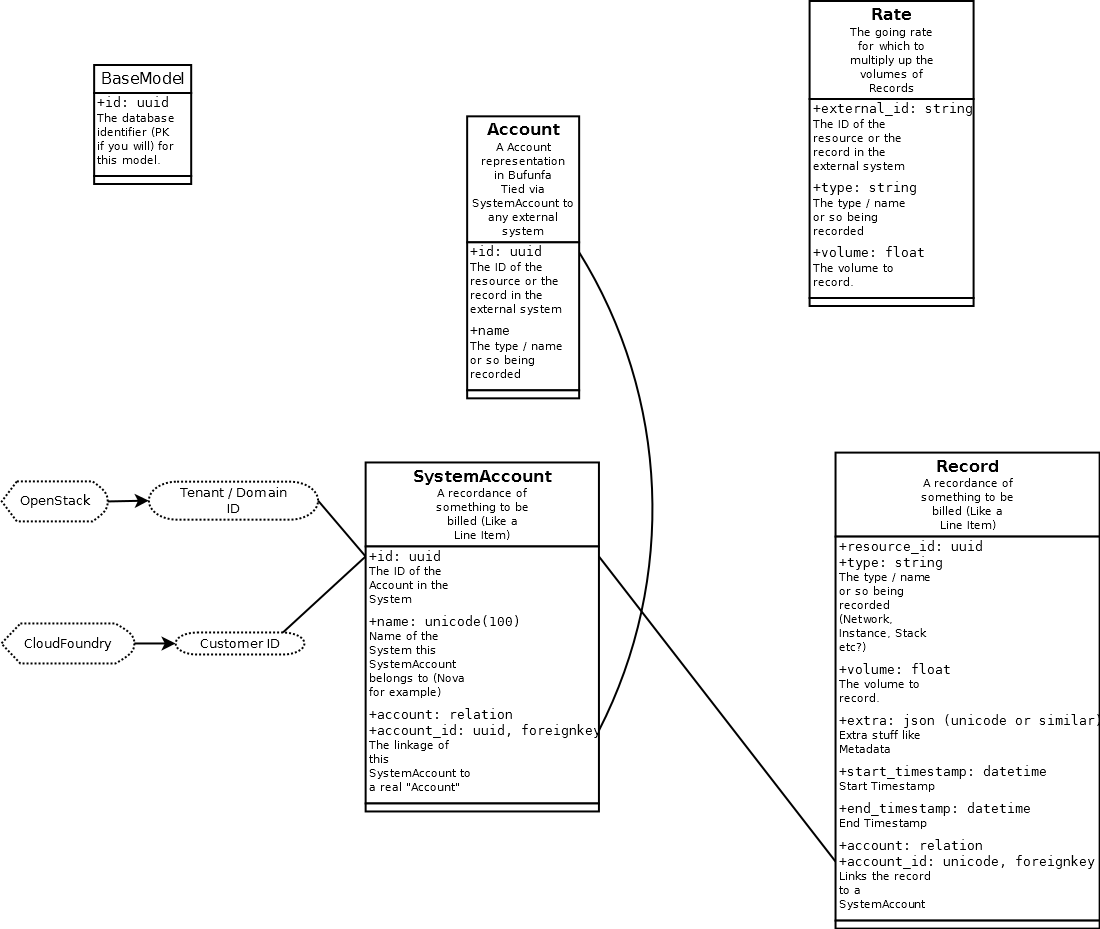 BaseModel
+id: uuid
The database
identifier (PK
if you will) for
this model.
Account
A Account
representation
in Bufunfa
Tied via
SystemAccount to
any external
system
+id: uuid
The ID of the
resource or the
record in the
external system
+name
The type / name
or so being
recorded
Rate
The going rate
for which to
multiply up the
volumes of
Records
+external_id: string
The ID of the
resource or the
record in the
external system
+type: string
The type / name
or so being
recorded
+volume: float
The volume to
record.
OpenStack
Tenant / Domain
ID
CloudFoundry
Customer ID
SystemAccount
A recordance of
something to be
billed (Like a
Line Item)
+id: uuid
The ID of the
Account in the
System
+name: unicode(100)
Name of the
System this
SystemAccount
belongs to (Nova
for example)
+account: relation
+account_id: uuid, foreignkey
The linkage of
this
SystemAccount to
a real "Account"
Record
A recordance of
something to be
billed (Like a
Line Item)
+resource_id: uuid
+type: string
The type / name
or so being
recorded
(Network,
Instance, Stack
etc?)
+volume: float
The volume to
record.
+extra: json (unicode or similar)
Extra stuff like
Metadata
+start_timestamp: datetime
Start Timestamp
+end_timestamp: datetime
End Timestamp
+account: relation
+account_id: unicode, foreignkey
Links the record
to a
SystemAccount